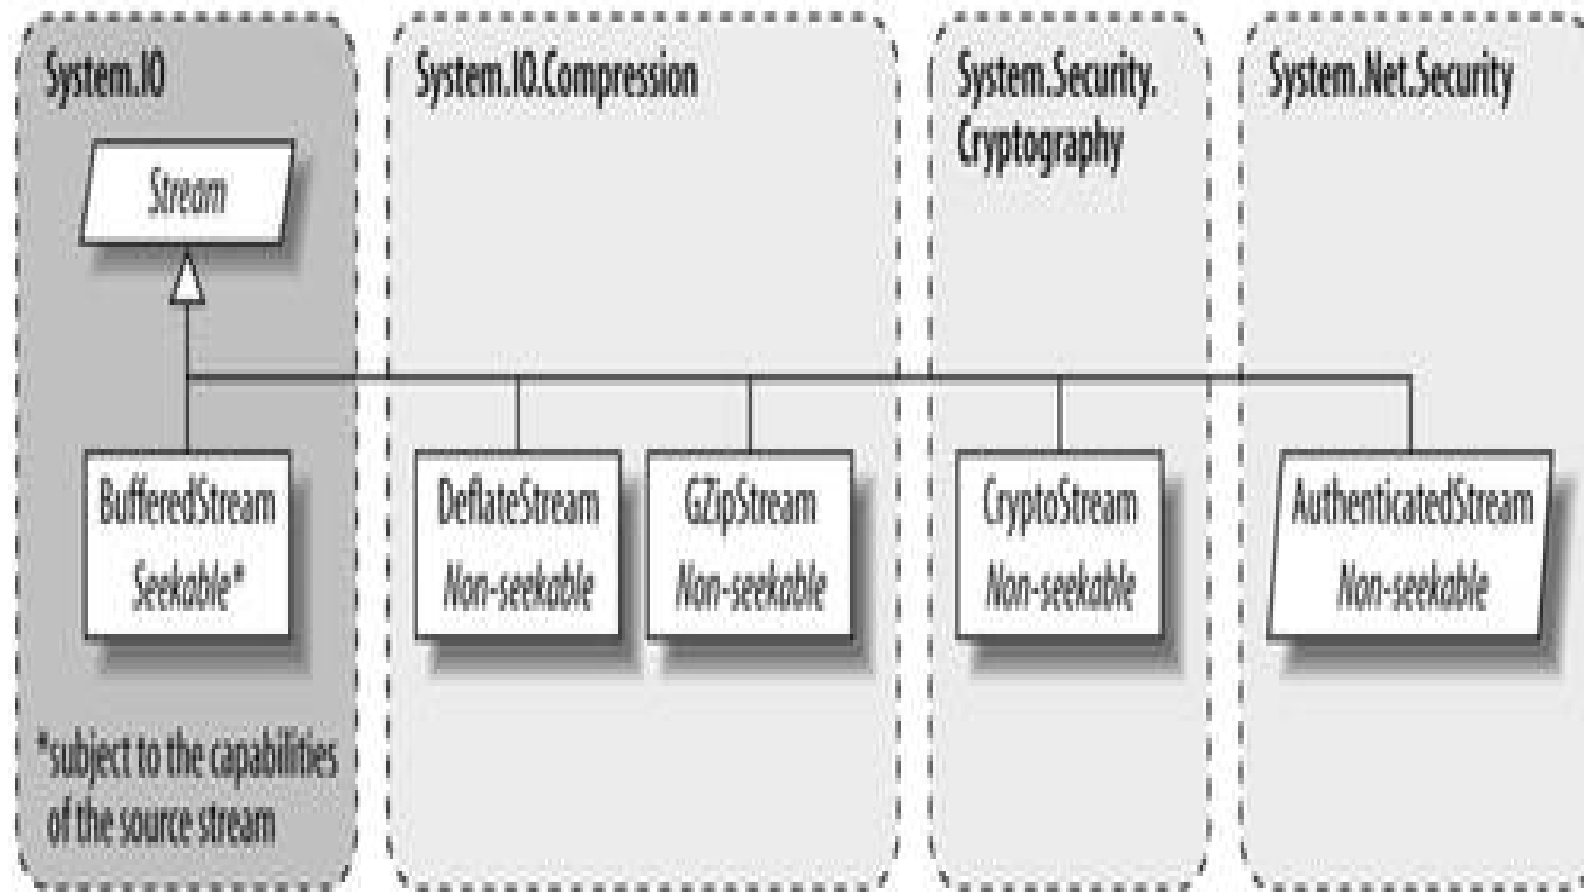 System.IO
Stream
BufferedStream
Seekable*
*subject to the capabilities
of the source stream
System.IO.Compression
DeflateStream
Non-seekable
GZipStream
Non-seekable
System.Security.
Cryptography
CryptoStream
Non-seekable
System.Net.Security
AuthenticatedStream
Non-seekable